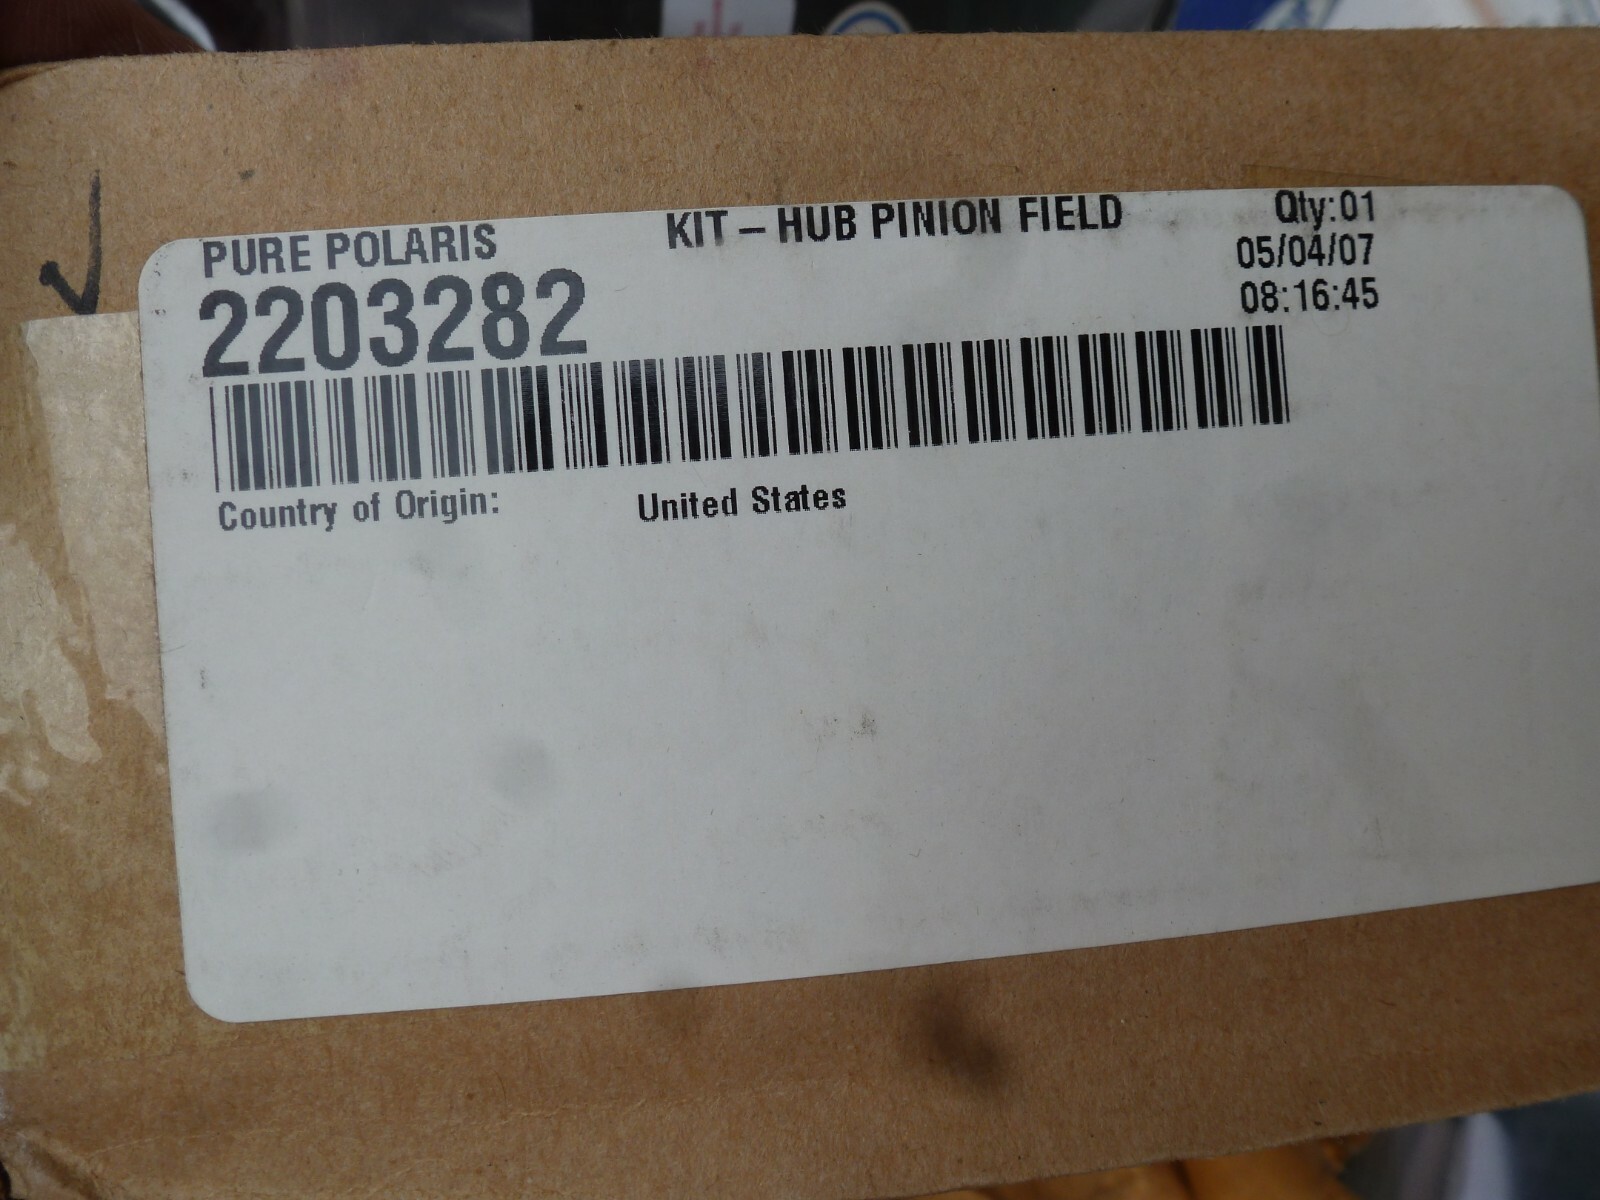 PURE POLARIS
KIT – HUB PINION FIELD
Qty:01
2203282
05/04/07
08:16:45
Country of Origin: United States